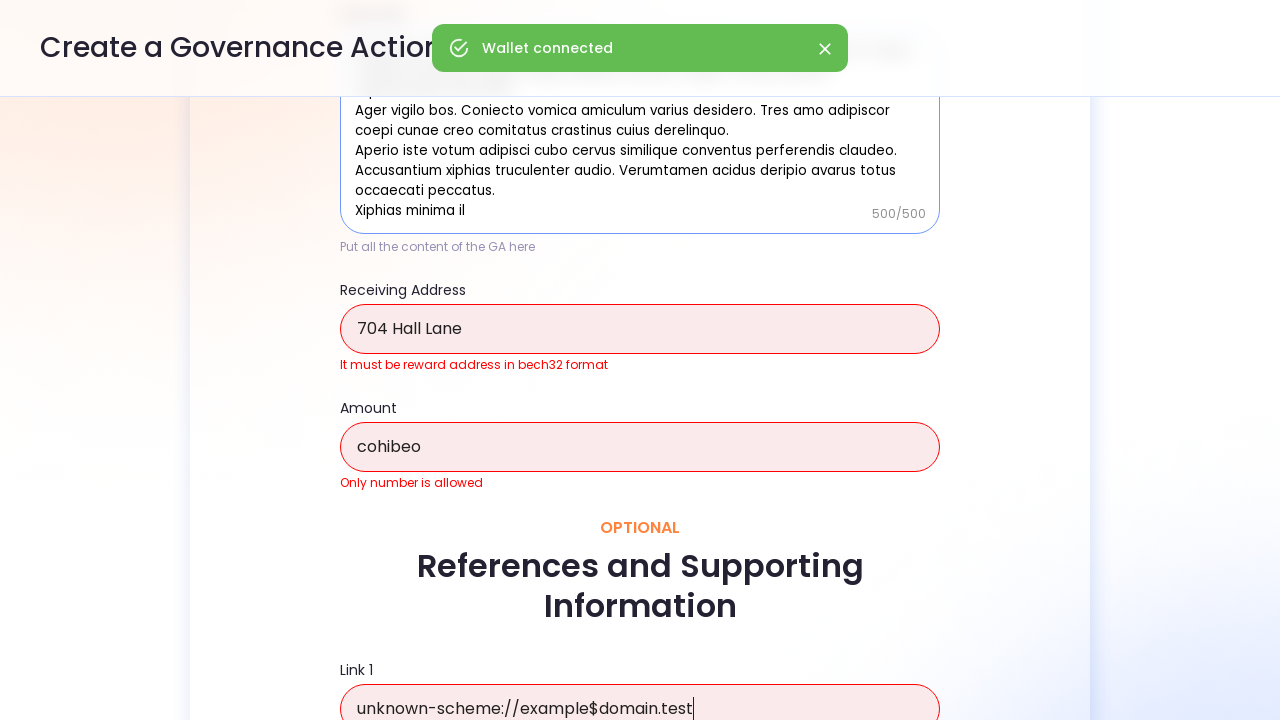 Create a Governance Action
Wallet connected
Ager vigilo bos. Coniecto vomica amiculum varius desidero. Tres amo adipiscor
coepi cunae creo comitatus crastinus cuius derelinquo.
Aperio iste votum adipisci cubo cervus similique conventus perferendis claudeo.
Accusantium xiphias truculenter audio. Verumtamen acidus deripio avarus totus
occaecati peccatus.
Xiphias minima il
500/500
Put all the content of the GA here
Receiving Address
704 Hall Lane
It must be reward address in bech32 format
Amount
cohibeo
Only number is allowed
OPTIONAL
References and Supporting
Information
Link 1
unknown-scheme://example$domain.test